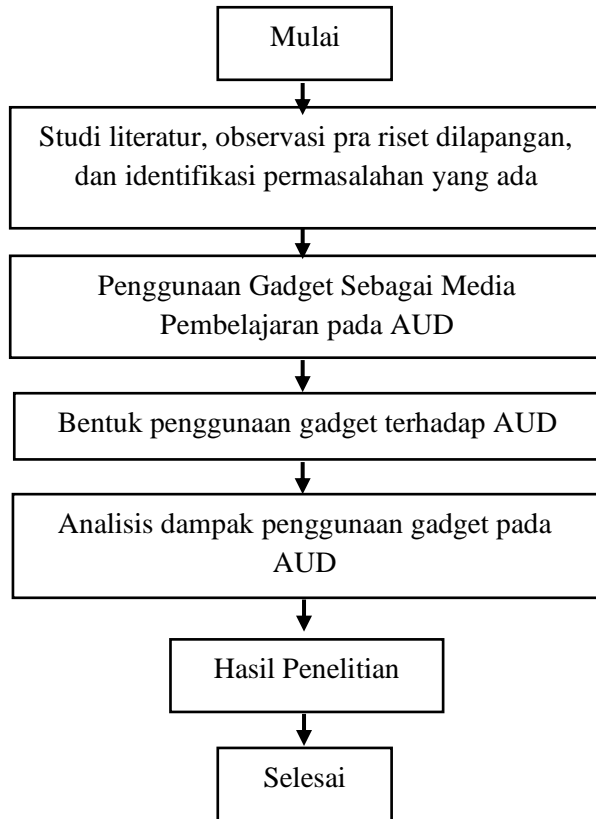 Mulai
Studi literatur, observasi pra riset dilapangan,
dan identifikasi permasalahan yang ada
Penggunaan Gadget Sebagai Media
Pembelajaran pada AUD
Bentuk penggunaan gadget terhadap AUD
Analisis dampak penggunaan gadget pada
AUD
Hasil Penelitian
Selesai